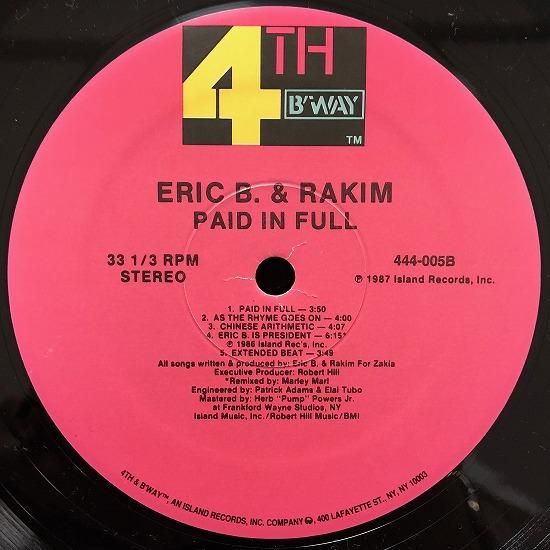 4TH
B'WAY
TM
ERIC B. & RAKIM
PAID IN FULL
33 1/3 RPM
STEREO
444-005B
℗ 1987 Island Records, Inc.
1. PAID IN FULL — 3:50
2. AS THE RHYME GOES ON — 4:00
3. CHINESE ARITHMETIC — 4:07
4. ERIC B. IS PRESIDENT — 6:15*
℗ 1986 Island Rec's, Inc.
5. EXTENDED BEAT — 3:49
All songs written & produced by: Eric B. & Rakim For Zakia
Executive Producer: Robert Hill
*Remixed by: Marley Marl
Engineered by: Patrick Adams & Elai Tubo
Mastered by: Herb "Pump" Powers Jr.
at Frankford Wayne Studios, NY
Island Music, Inc./Robert Hill Music/BMI
4TH & B'WAY™, AN ISLAND RECORDS, INC. COMPANY 400 LAFAYETTE ST., NY, NY 10003